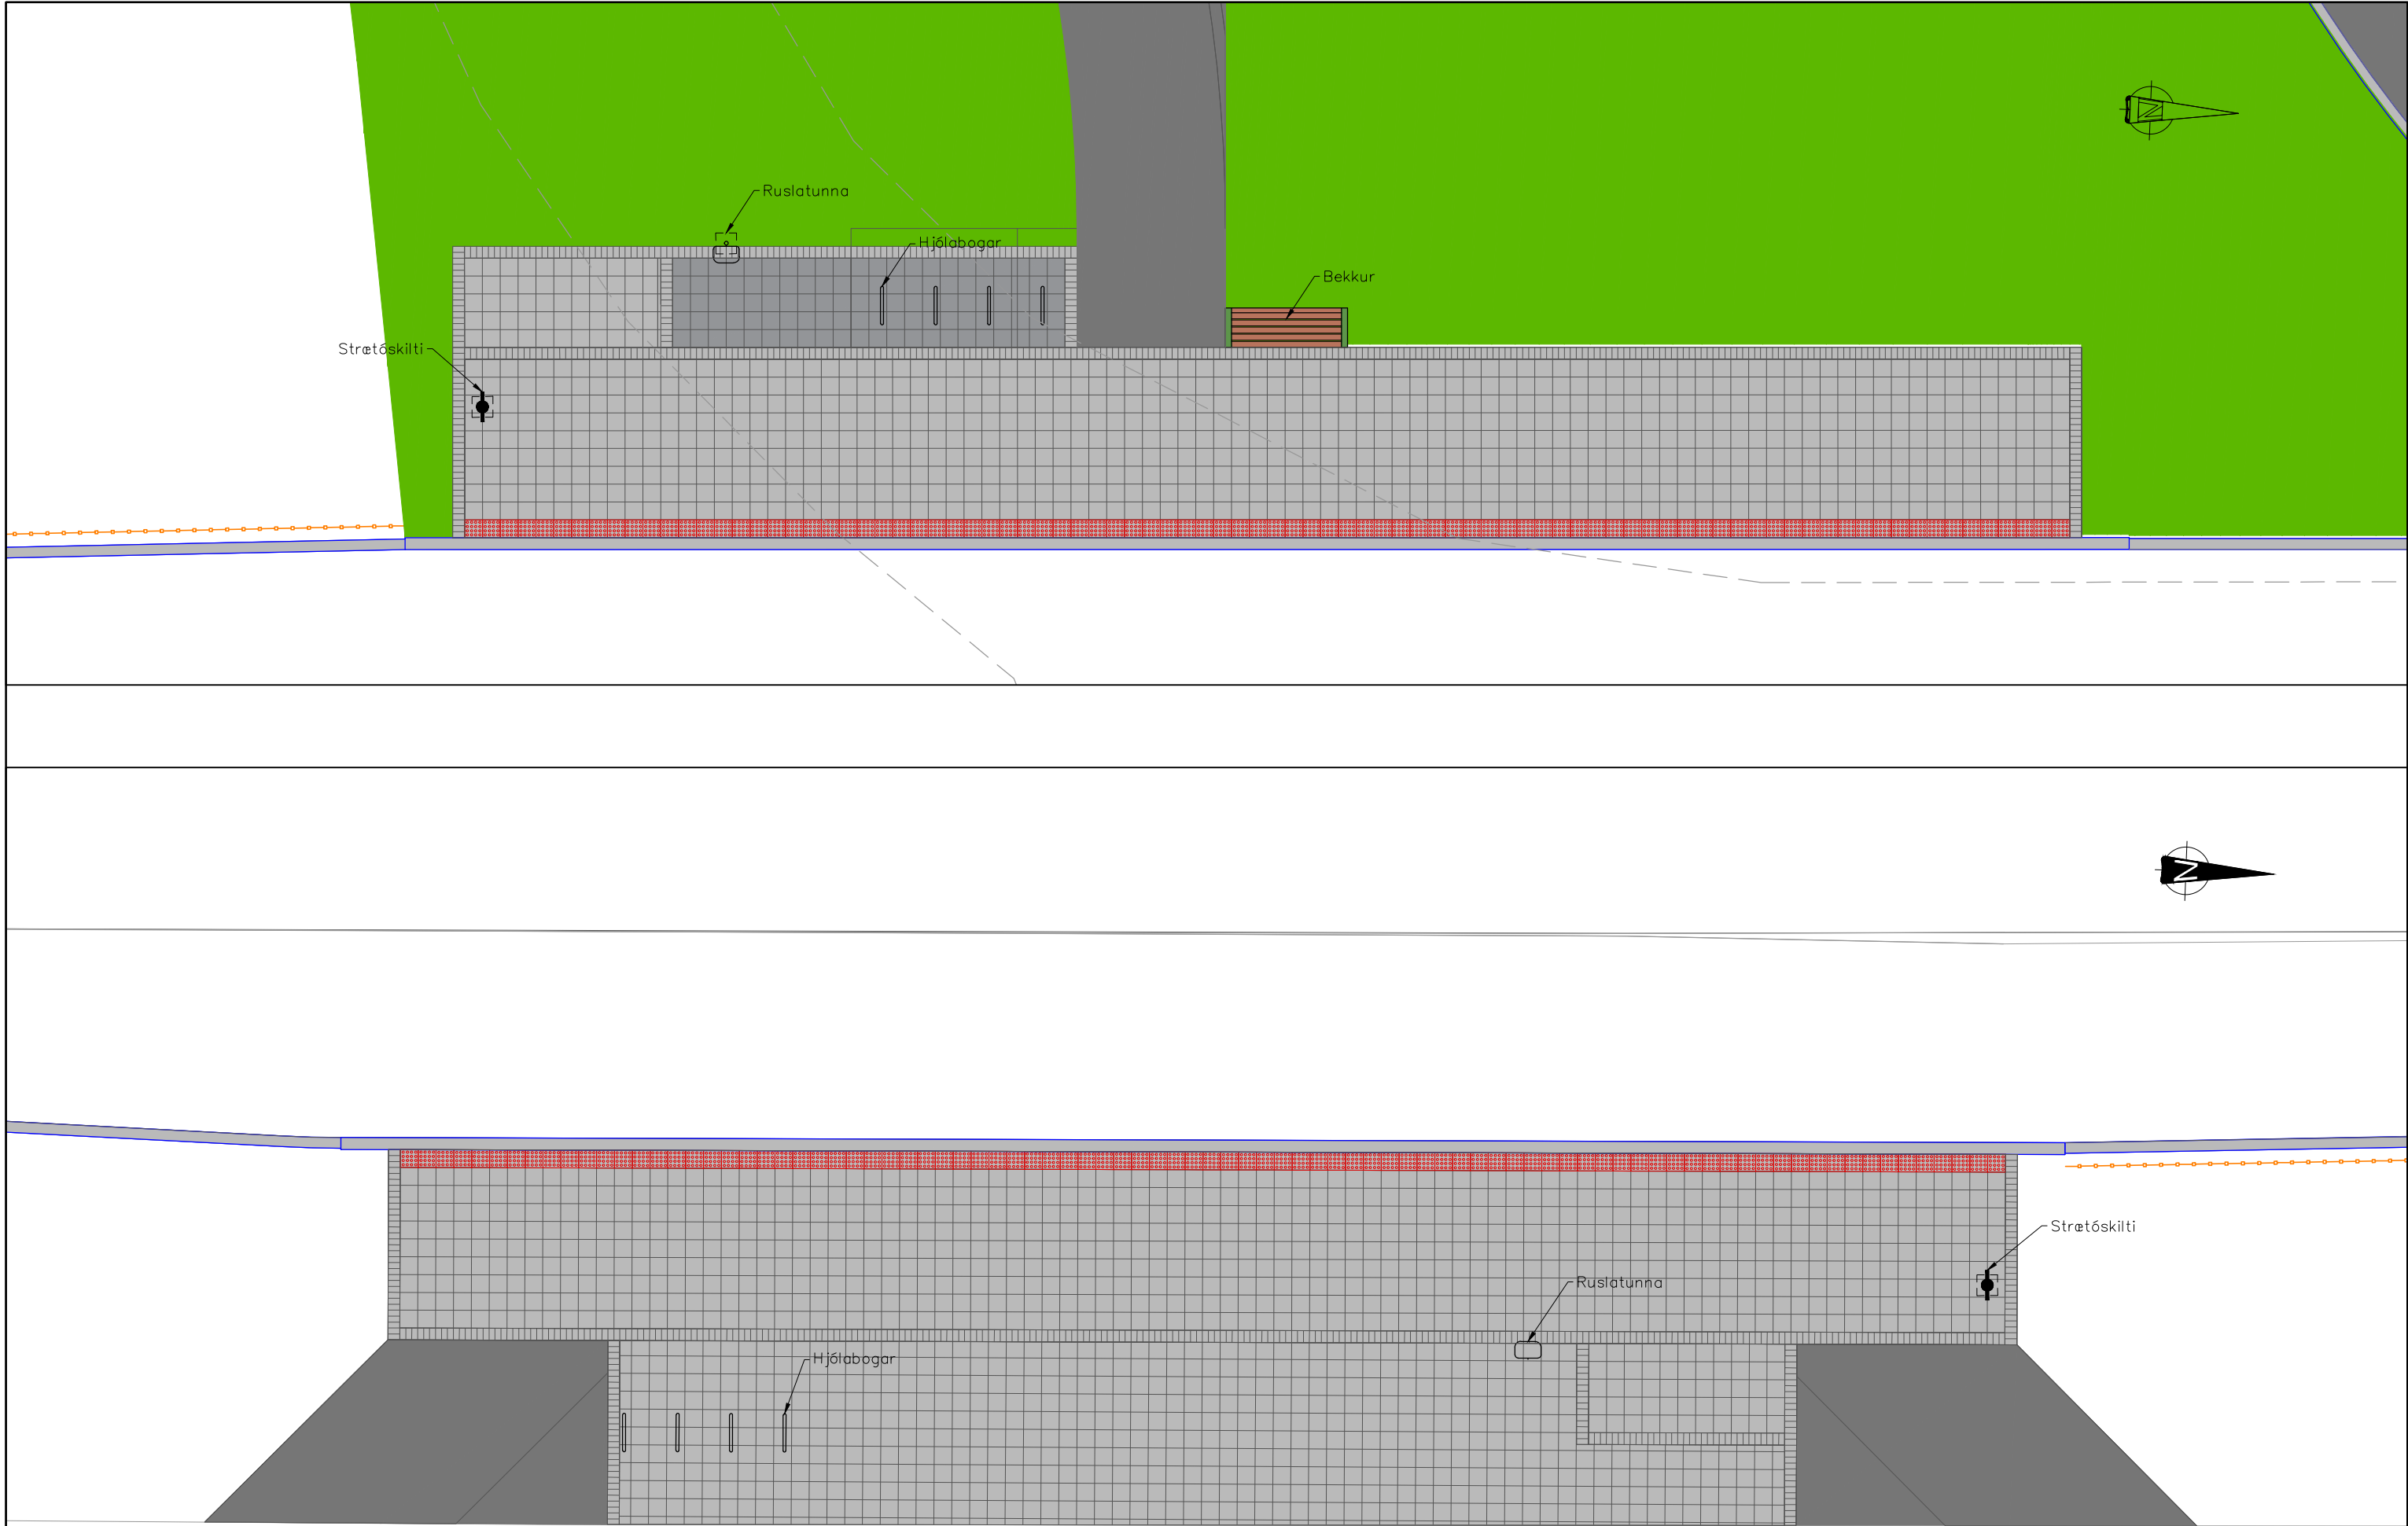 N
Ruslatunna
Hjólabogar
Bekkur
Strætóskilti
N
Strætóskilti
Ruslatunna
Hjólabogar